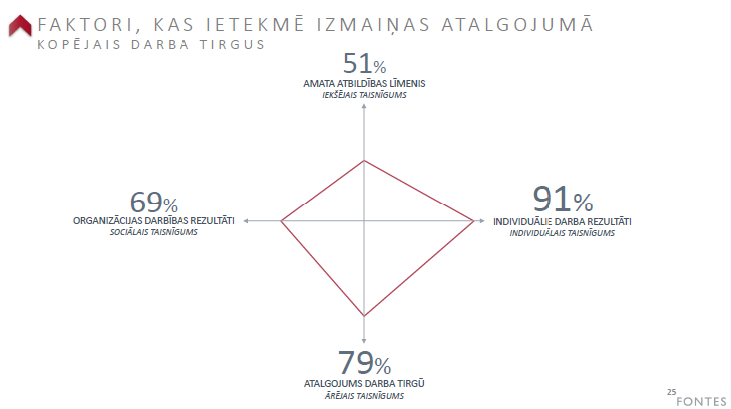 FAKTORI, KAS IETEKMĒ IZMAIŅAS ATALGOJUMĀ
KOPĒJAIS DARBA TIRGUS
51%
AMATA ATBILDĪBAS LĪMENIS
IEKŠĒJAIS TAISNĪGUMS
69%
ORGANIZĀCIJAS DARBĪBAS REZULTĀTI
SOCIĀLAIS TAISNĪGUMS
91%
INDIVIDUĀLIE DARBA REZULTĀTI
INDIVIDUĀLAIS TAISNĪGUMS
79%
ATALGOJUMS DARBA TIRGŪ
ĀRĒJAIS TAISNĪGUMS
25
FONTES